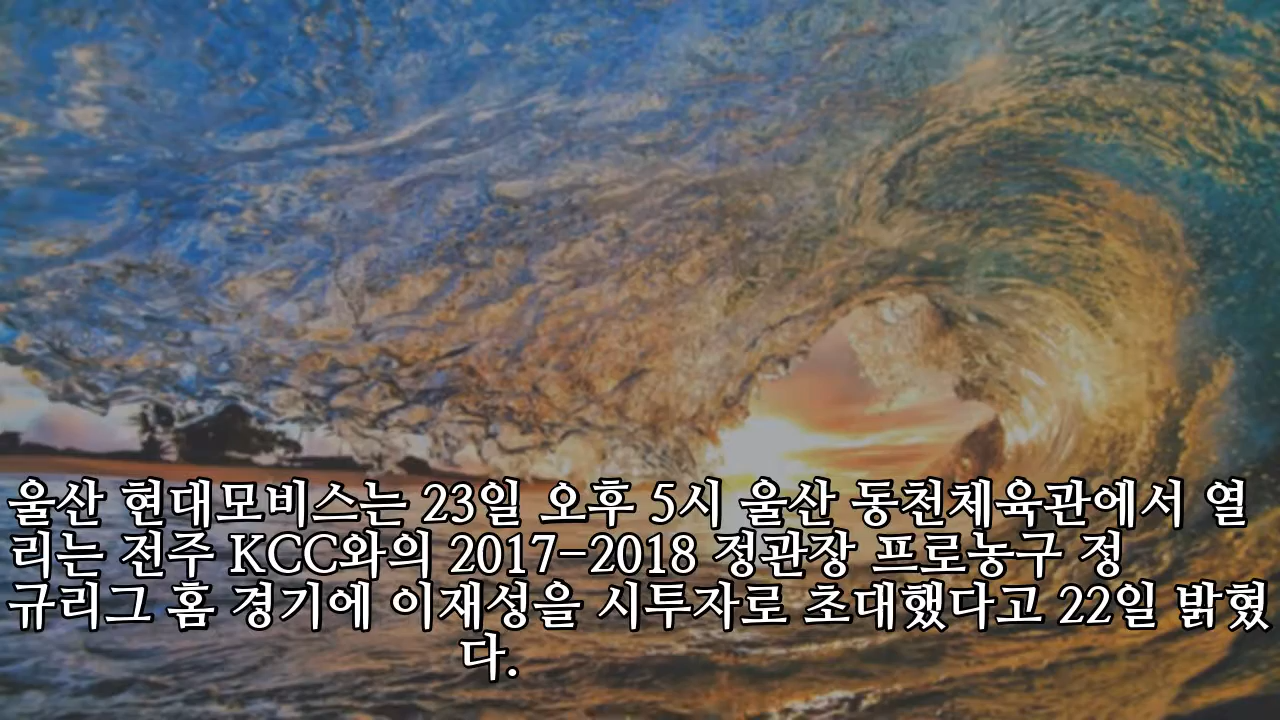 울산 현대모비스는 23일 오후 5시 울산 동천체육관에서 열
리는 전주 KCC와의 2017-2018 정관장 프로농구 정
규리그 홈 경기에 이재성을 시투자로 초대했다고 22일 밝혔
다.